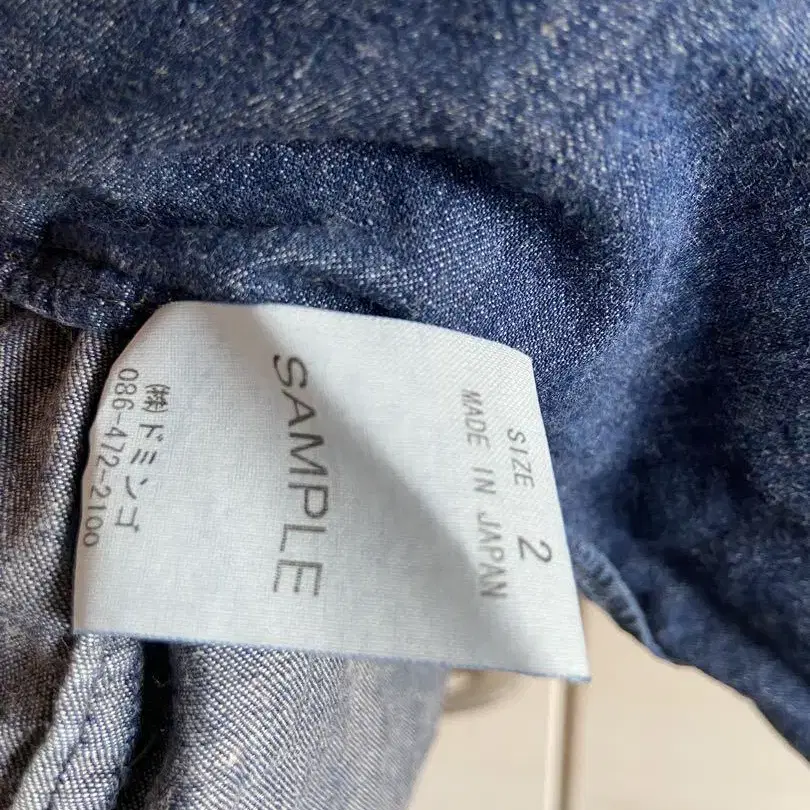 SIZE 2
MADE IN JAPAN
SAMPLE
㈱ドミンゴ
086-472-2100